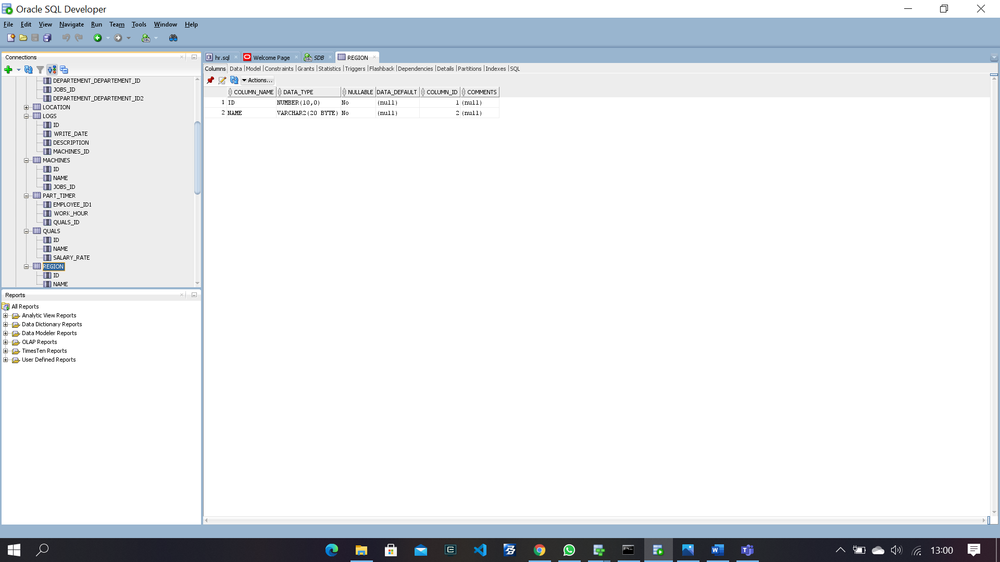 Oracle SQL Developer
File Edit View Navigate Run Team Tools Window Help
Connections
DEPARTEMENT_DEPARTEMENT_ID
JOBS_ID
DEPARTEMENT_DEPARTEMENT_ID2
LOCATION
LOGS
ID
WRITE_DATE
DESCRIPTION
MACHINES_ID
MACHINES
ID
NAME
JOBS_ID
PART_TIMER
EMPLOYEE_ID1
WORK_HOUR
QUALS_ID
QUALS
ID
NAME
SALARY_RATE
REGION
ID
NAME
Reports
All Reports
Analytic View Reports
Data Dictionary Reports
Data Modeler Reports
OLAP Reports
TimesTen Reports
User Defined Reports
hr.sql Welcome Page SDB REGION
Columns Data Model Constraints Grants Statistics Triggers Flashback Dependencies Details Partitions Indexes SQL
Actions...
COLUMN_NAME DATA_TYPE NULLABLE DATA_DEFAULT COLUMN_ID COMMENTS
1 ID NUMBER(10,0) No (null) 1 (null)
2 NAME VARCHAR2(20 BYTE) No (null) 2 (null)
13:00